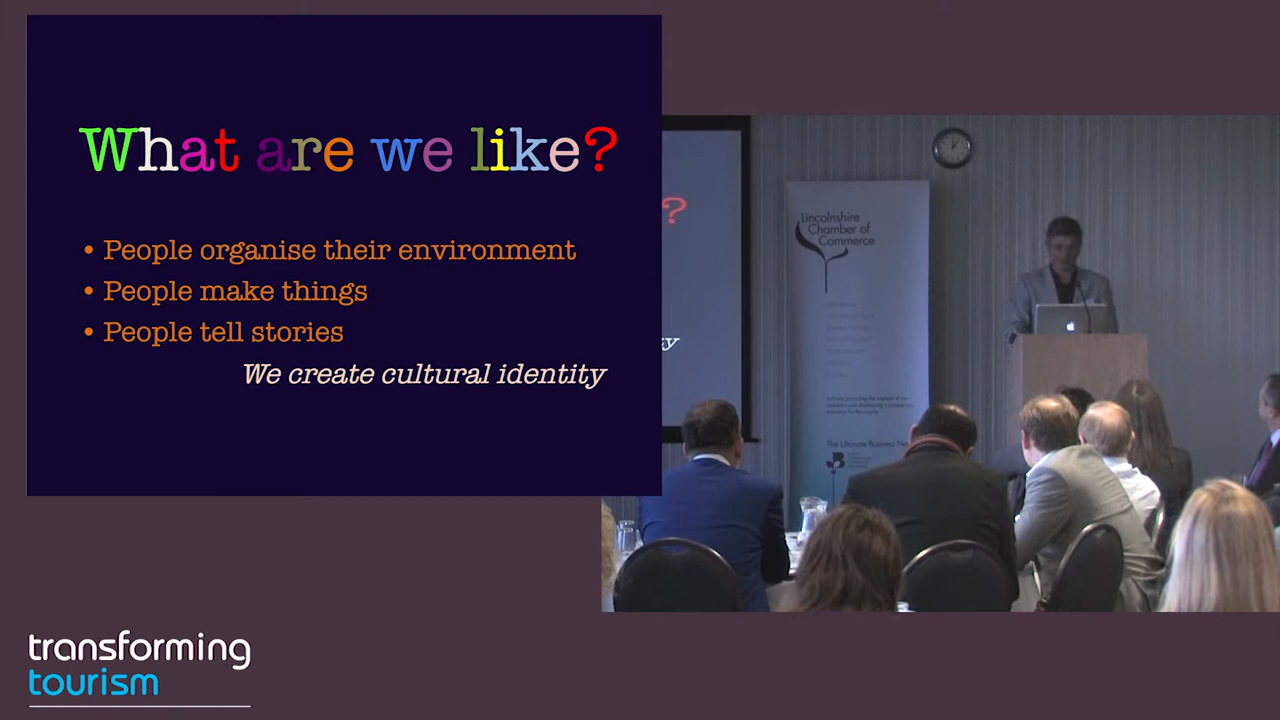 What are we like?
• People organise their environment
• People make things
• People tell stories
We create cultural identity
?
Lincolnshire
Chamber of
Commerce
The Ultimate Business
transforming
tourism